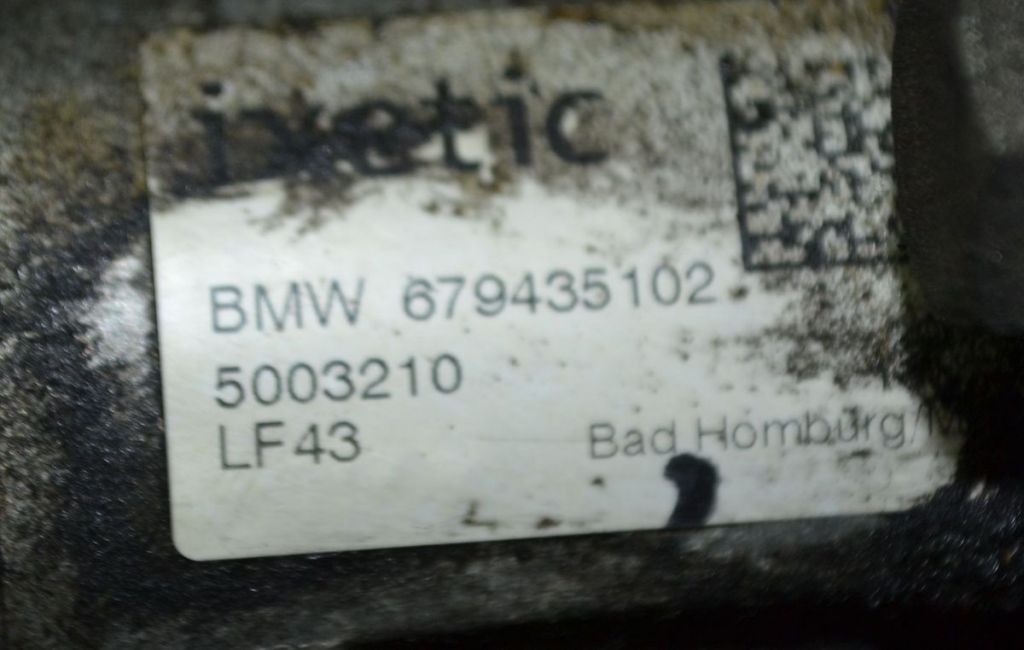 ixetic
BMW 679435102
5003210
LF43
Bad Homburg/